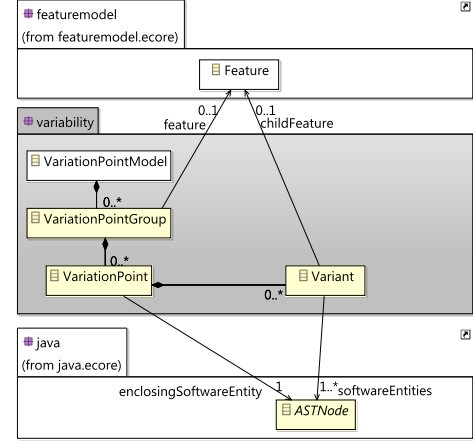 featuremodel
(from featuremodel.ecore)
Feature
0..1
0..1
feature
childFeature
variability
VariationPointModel
0..*
VariationPointGroup
0..*
VariationPoint
Variant
0..*
java
(from java.ecore)
enclosingSoftwareEntity
1
1..*
softwareEntities
ASTNode